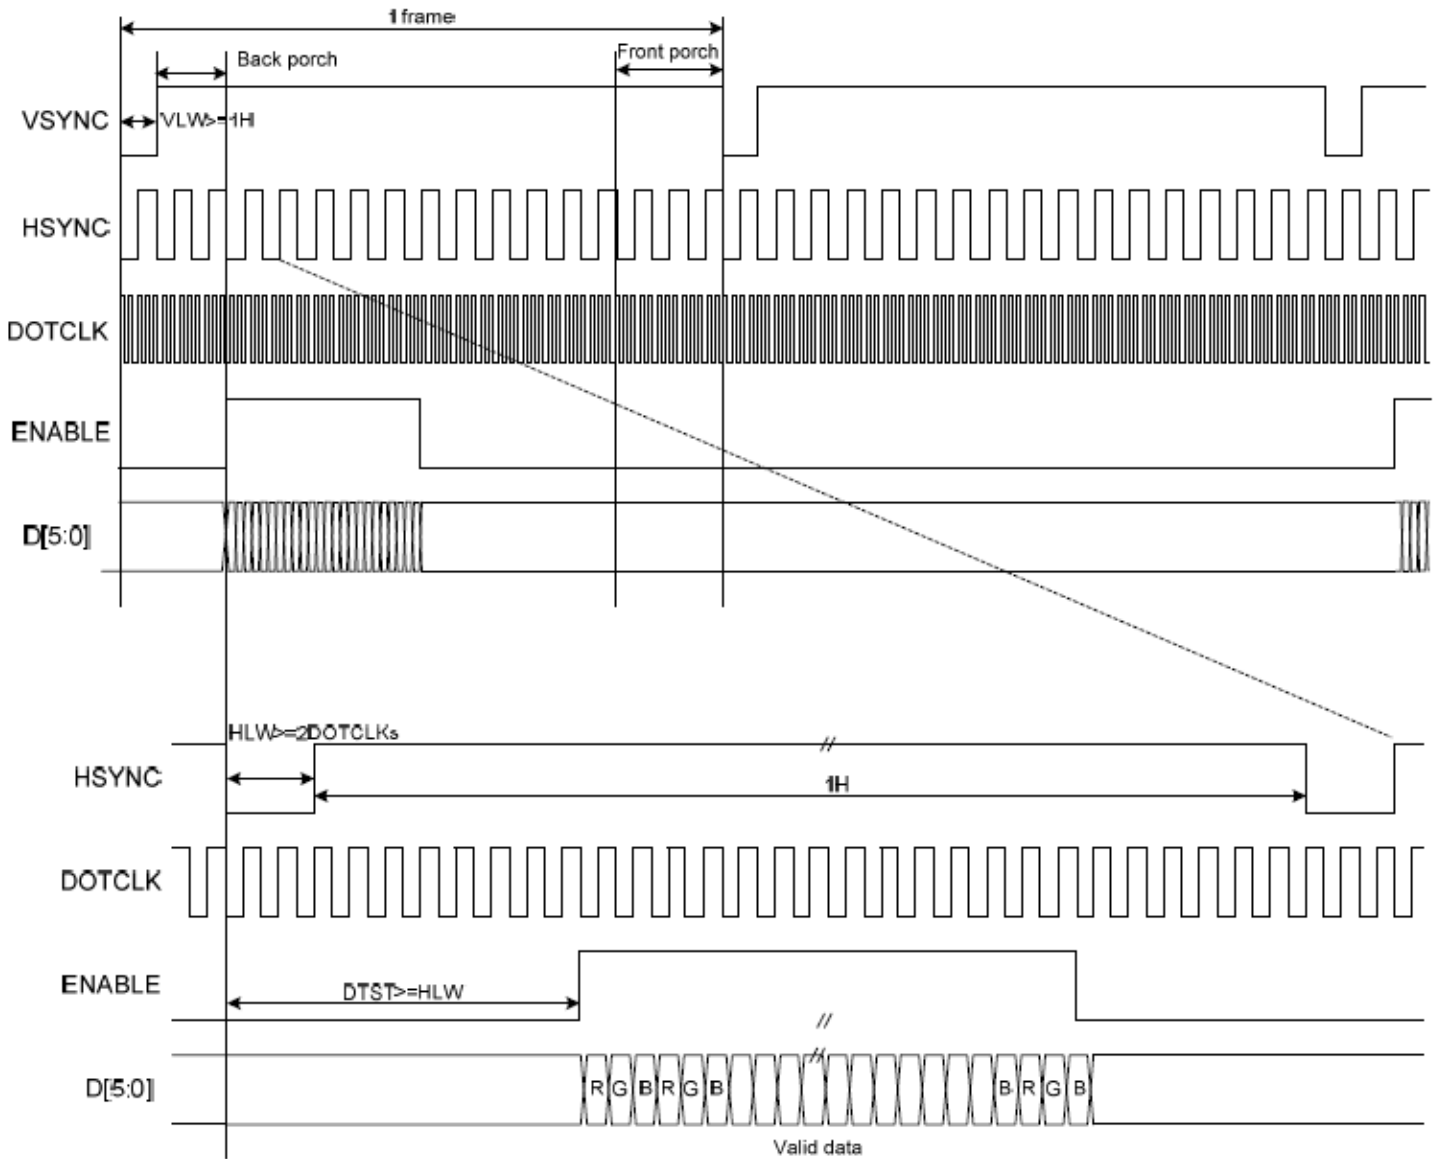 1 frame
Back porch
Front porch
VSYNC
VLW>=1H
HSYNC
DOTCLK
ENABLE
D[5:0]
HLW>=2DOTCLKs
//
HSYNC
1H
DOTCLK
ENABLE
DTST>=HLW
//
//
D[5:0]
R G B R G B B R G B
Valid data